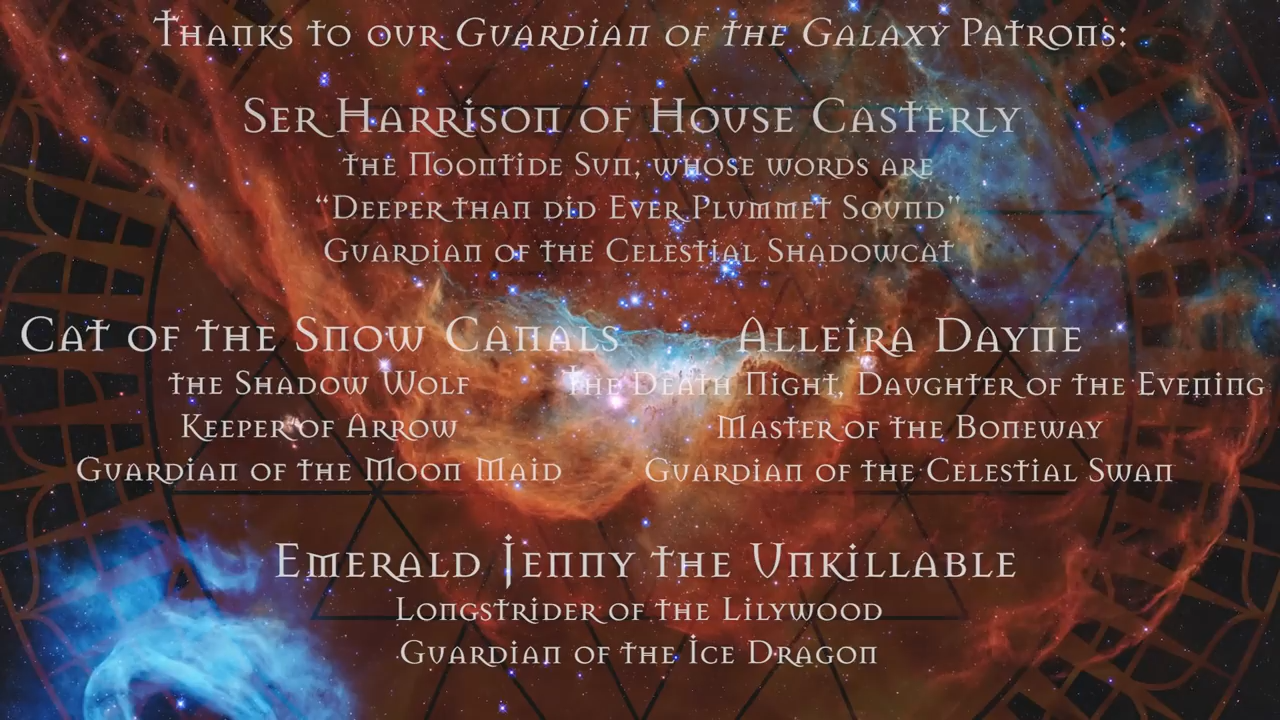 Thanks to our Guardian of the Galaxy Patrons:
Ser Harrison of House Casterly
the Noontide Sun, whose words are
“Deeper than did Ever Plummet Sound"
Guardian of the Celestial Shadowcat
Cat of the Snow Canals
the Shadow Wolf
Keeper of Arrow
Guardian of the Moon Maid
Alleira Dayne
the Death Night, Daughter of the Evening
Master of the Boneway
Guardian of the Celestial Swan
Emerald Jenny the Unkillable
Longstrider of the Lilywood
Guardian of the Ice Dragon